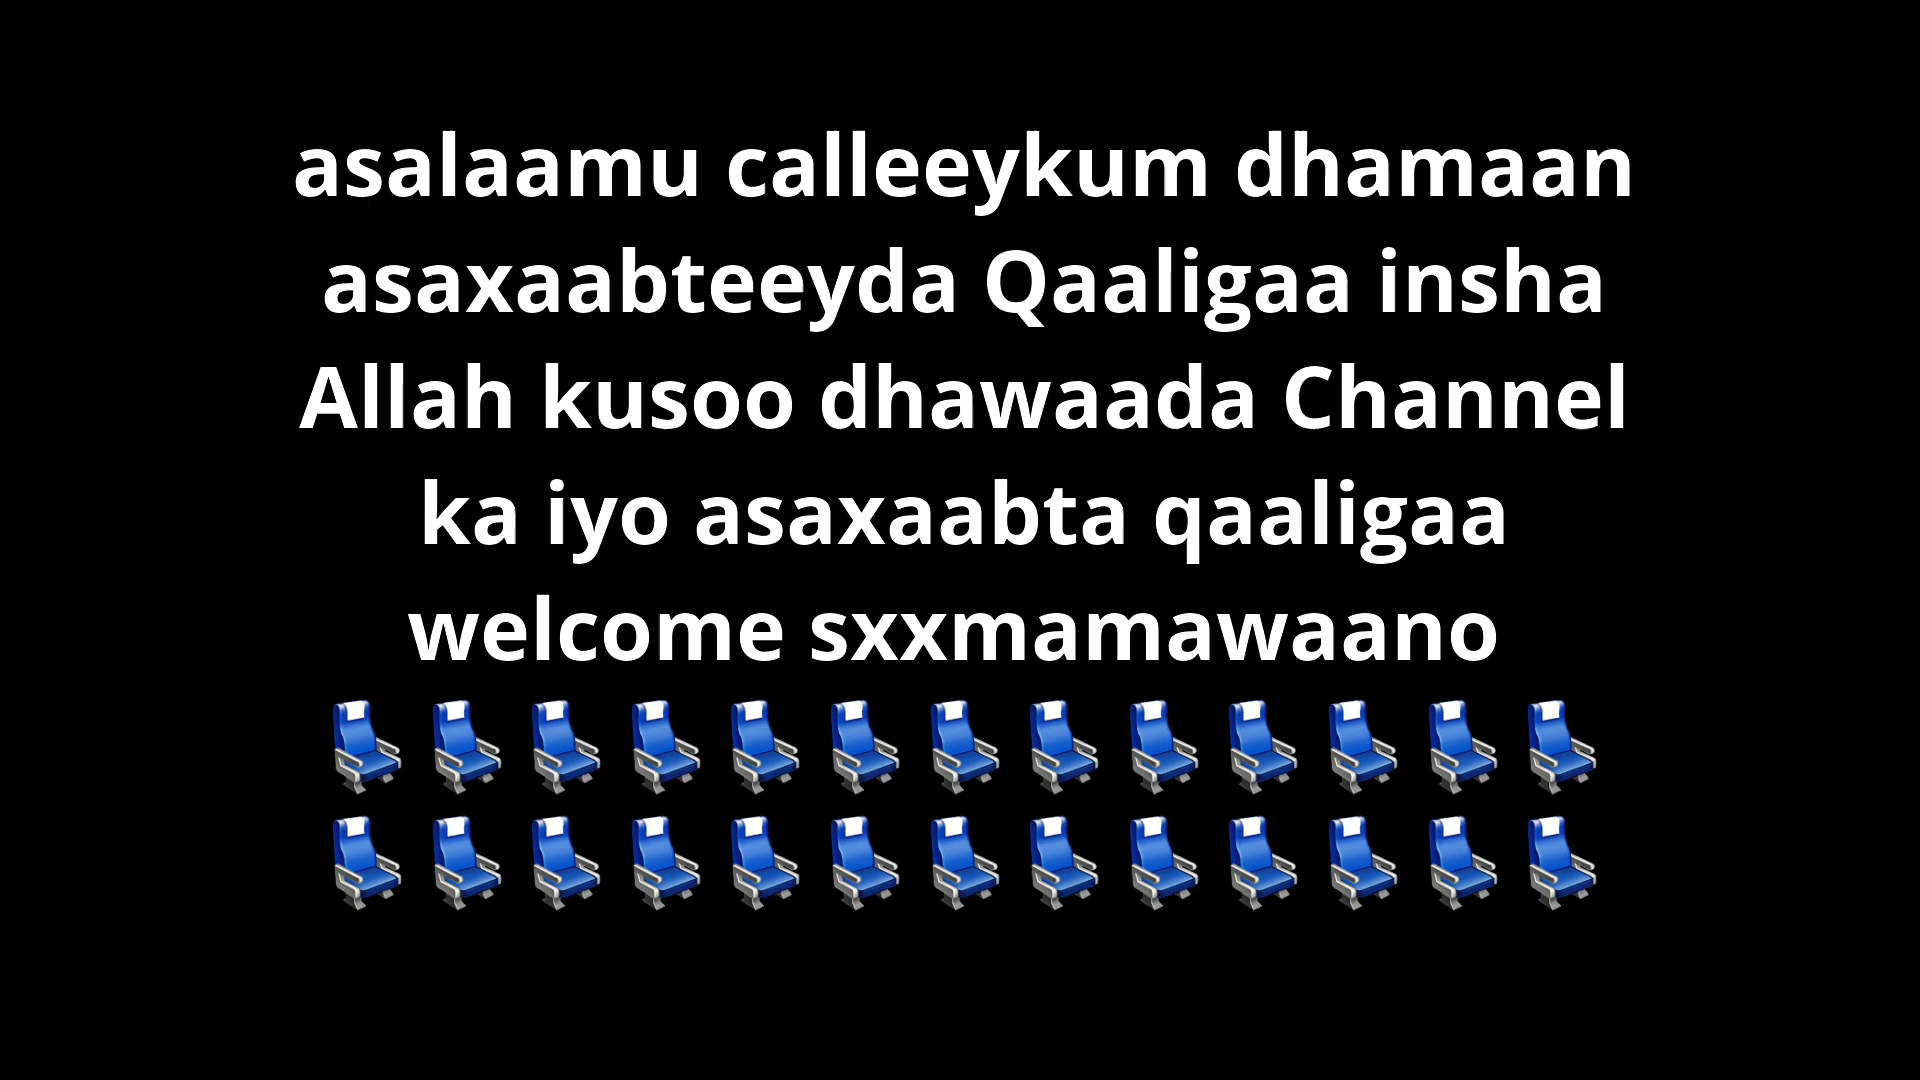 asalaamu calleeykum dhamaan
asaxaabteeyda Qaaligaa insha
Allah kusoo dhawaada Channel
ka iyo asaxaabta qaaligaa
welcome sxxmamawaano
💺💺💺💺💺💺💺💺💺💺💺💺💺
💺💺💺💺💺💺💺💺💺💺💺💺💺